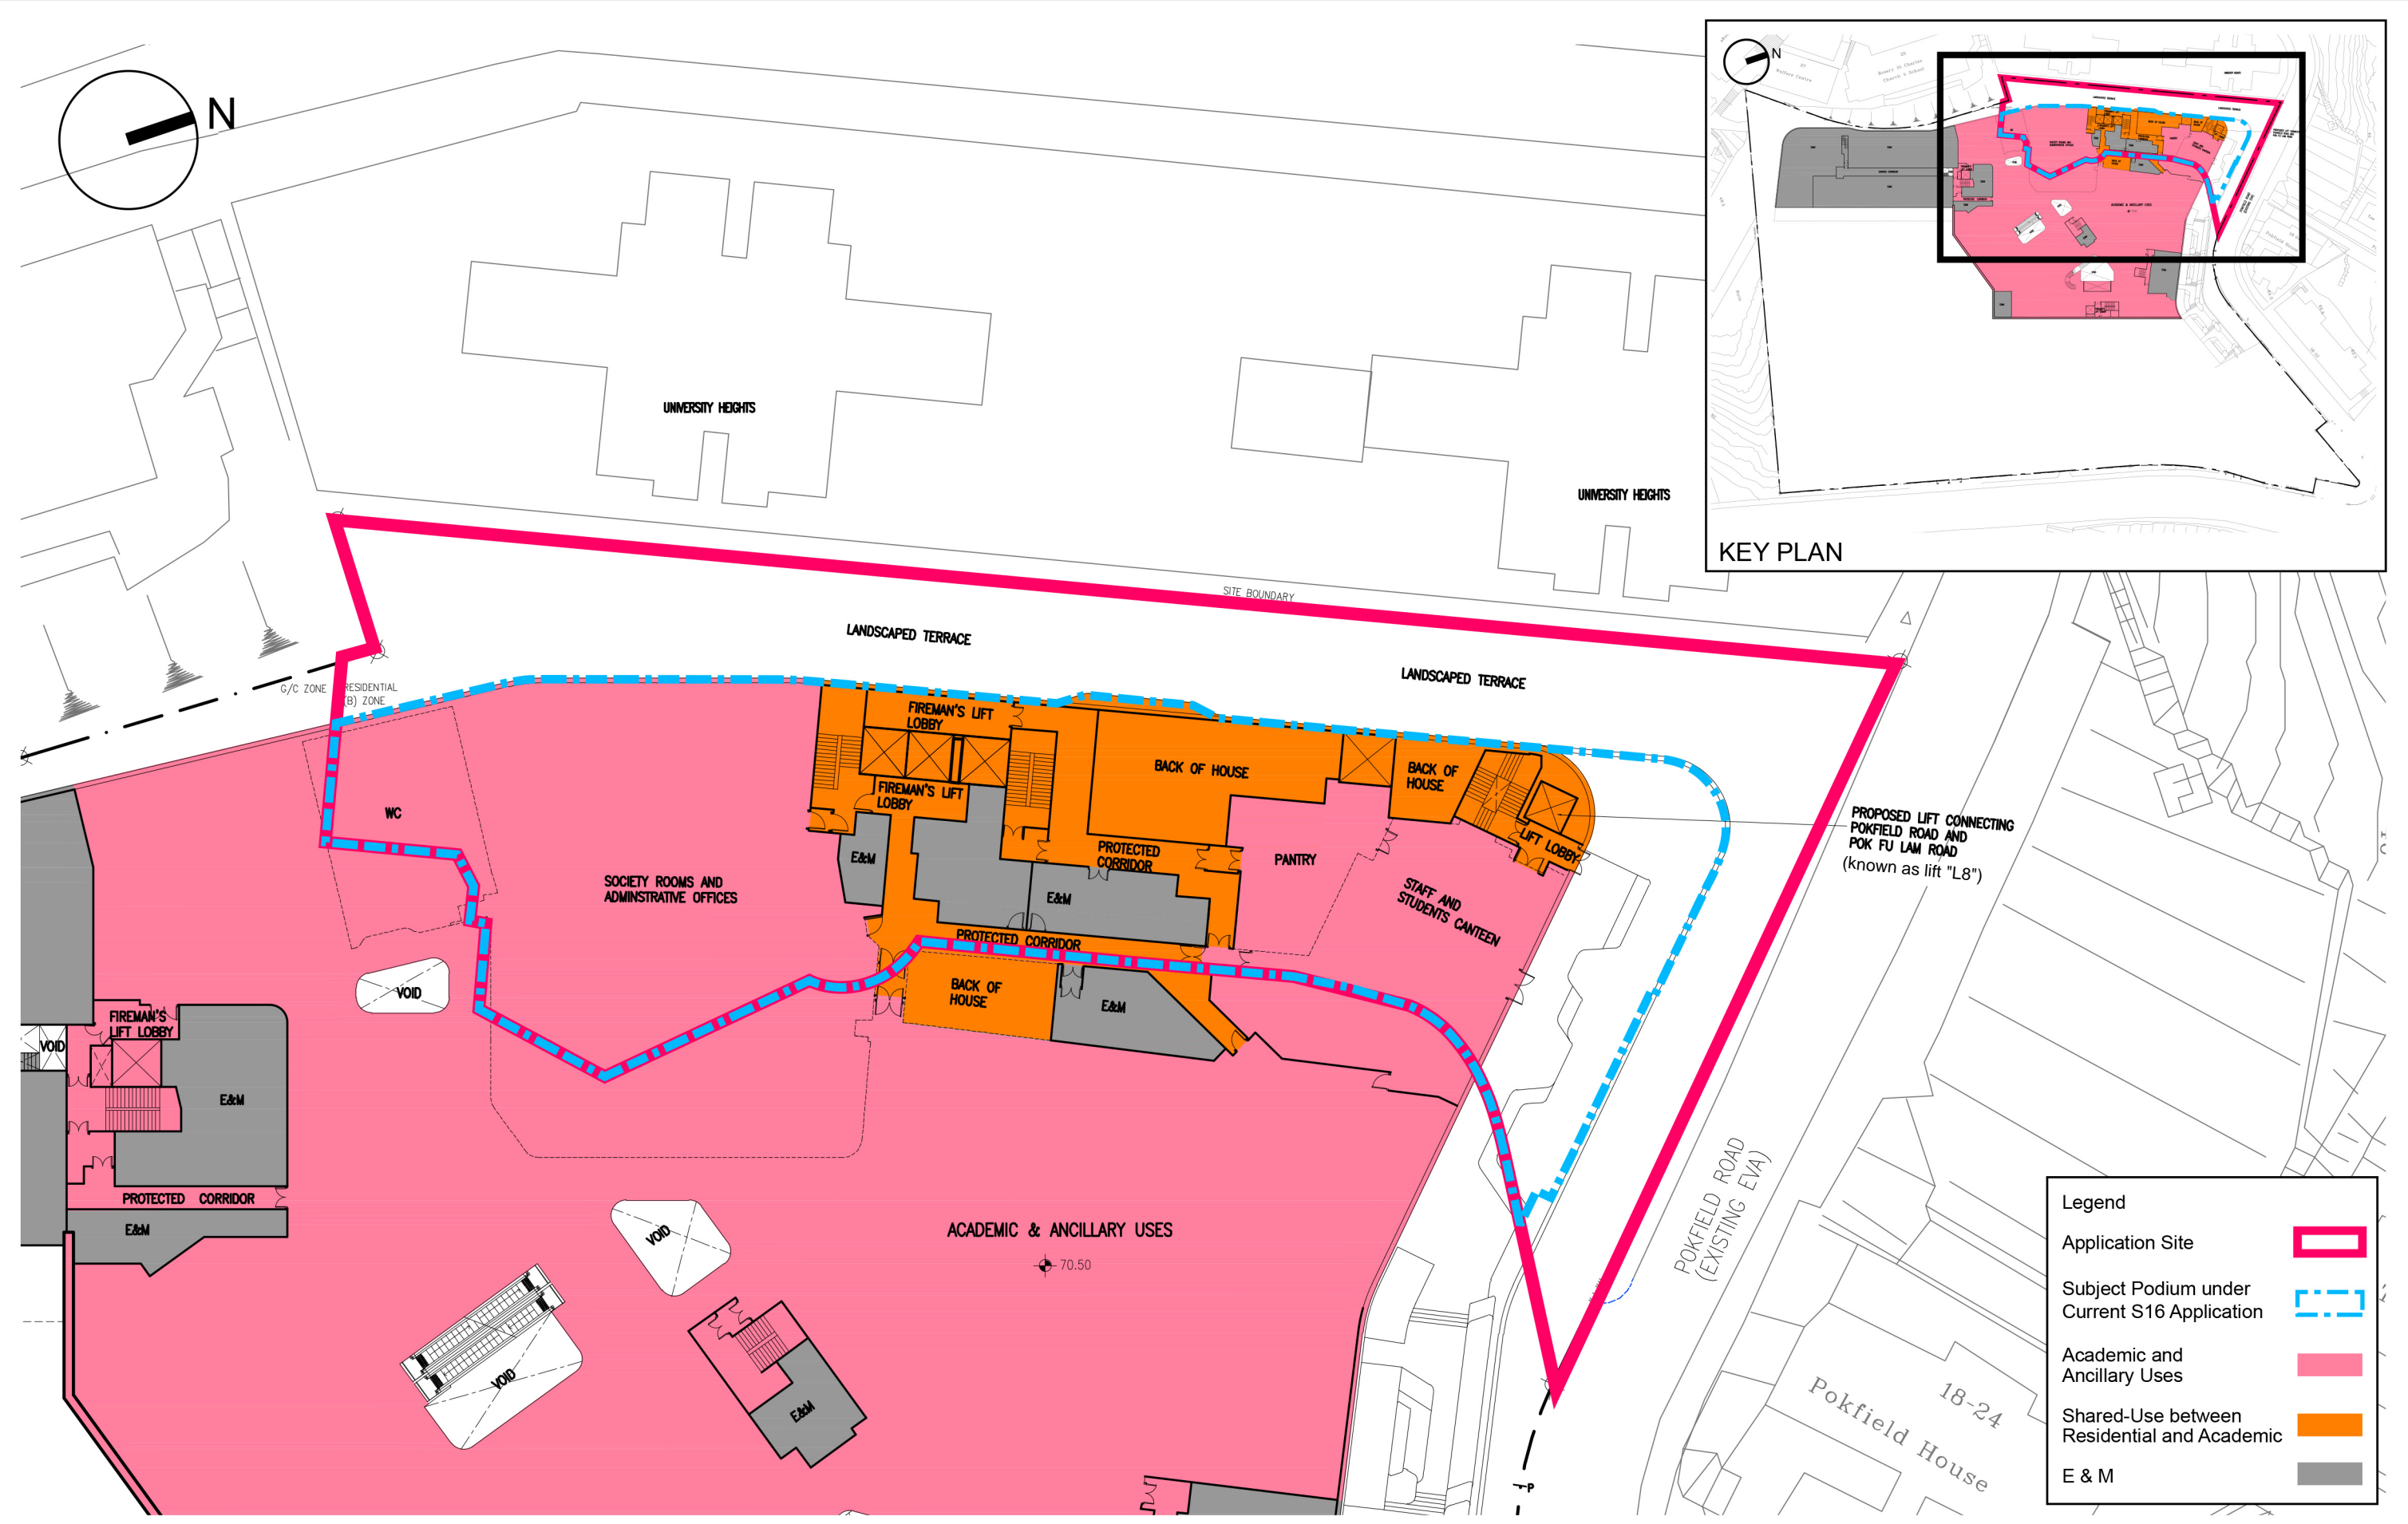 N
UNIVERSITY HEIGHTS
UNIVERSITY HEIGHTS
N
KEY PLAN
SITE BOUNDARY
LANDSCAPED TERRACE
LANDSCAPED TERRACE
G/C ZONE
RESIDENTIAL
(B) ZONE
FIREMAN'S LIFT
LOBBY
BACK OF HOUSE
BACK OF
HOUSE
FIREMAN'S LIFT
LOBBY
WC
PROPOSED LIFT CONNECTING
POKFIELD ROAD AND
POK FU LAM ROAD
(known as lift "L8")
LIFT LOBBY
E&M
PROTECTED
CORRIDOR
PANTRY
SOCIETY ROOMS AND
ADMINSTRATIVE OFFICES
E&M
STAFF AND
STUDENTS CANTEEN
PROTECTED CORRIDOR
VOID
BACK OF
HOUSE
E&M
FIREMAN'S
LIFT LOBBY
VOID
E&M
PROTECTED CORRIDOR
E&M
VOID
ACADEMIC & ANCILLARY USES
70.50
POKFIELD ROAD
(EXISTING EVA)
VOID
E&M
P
Pokfield House
18-24
Legend
Application Site
Subject Podium under
Current S16 Application
Academic and
Ancillary Uses
Shared-Use between
Residential and Academic
E & M